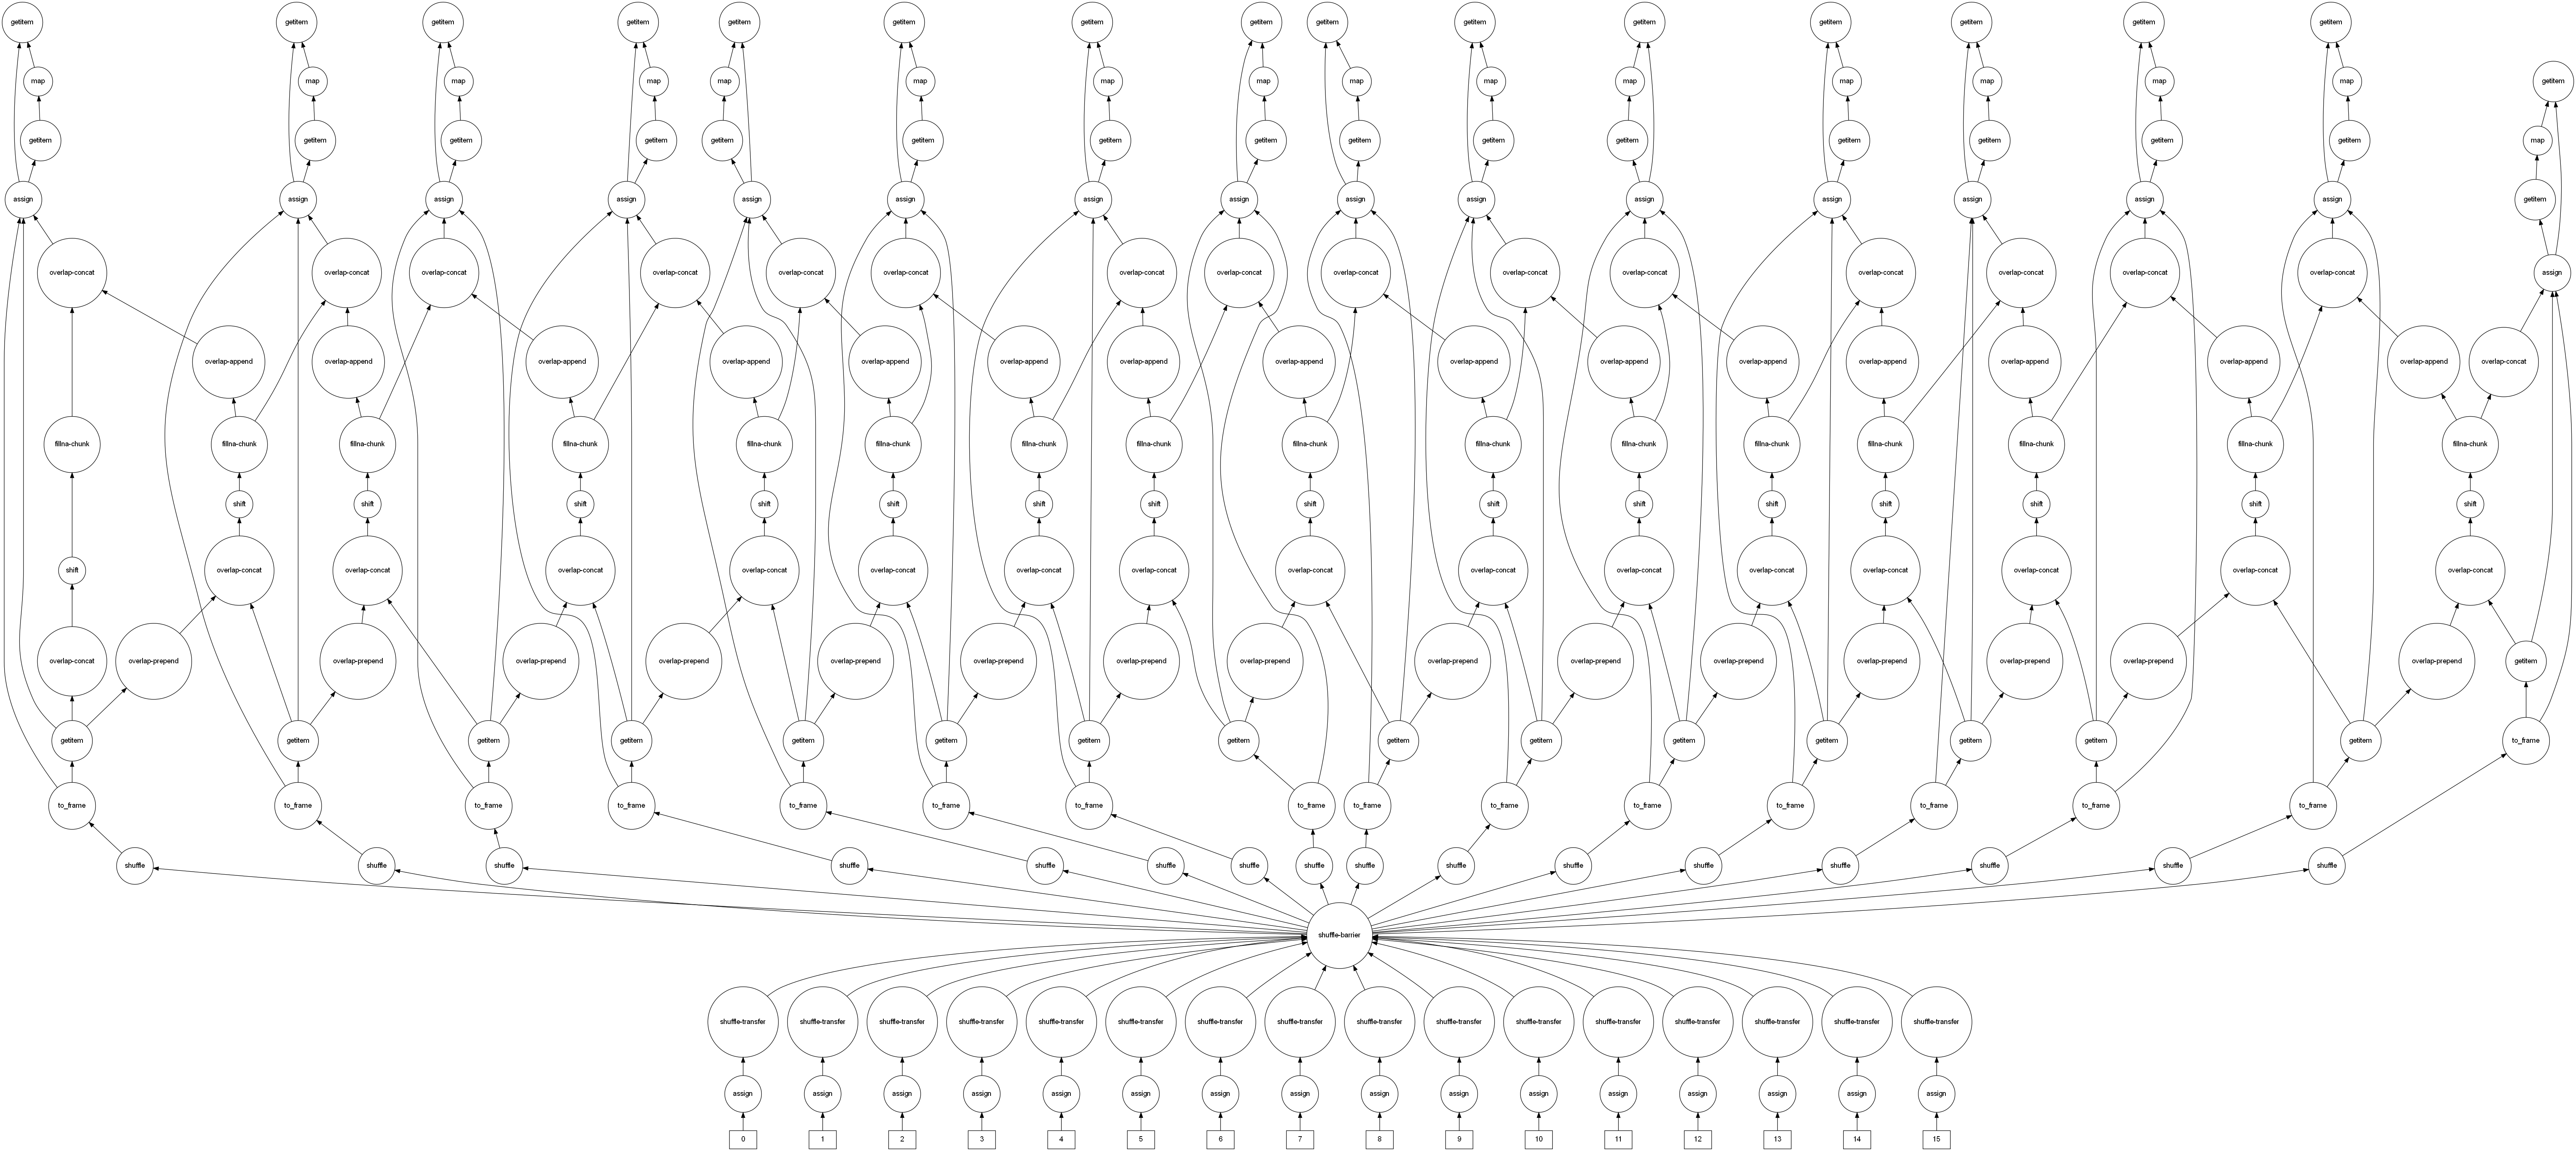 getitem getitem getitem getitem getitem getitem getitem getitem getitem getitem getitem getitem getitem getitem getitem
map map map map map map map map map map map map map map map getitem
getitem getitem getitem getitem getitem getitem getitem getitem getitem getitem getitem getitem getitem getitem getitem map
assign assign assign assign assign assign assign assign assign assign assign assign assign assign assign getitem
overlap-concat overlap-concat overlap-concat overlap-concat overlap-concat overlap-concat overlap-concat overlap-concat overlap-concat overlap-concat overlap-concat overlap-concat overlap-concat overlap-concat overlap-concat assign
overlap-append overlap-append overlap-append overlap-append overlap-append overlap-append overlap-append overlap-append overlap-append overlap-append overlap-append overlap-append overlap-append overlap-append overlap-append overlap-concat
fillna-chunk fillna-chunk fillna-chunk fillna-chunk fillna-chunk fillna-chunk fillna-chunk fillna-chunk fillna-chunk fillna-chunk fillna-chunk fillna-chunk fillna-chunk fillna-chunk fillna-chunk fillna-chunk
shift shift shift shift shift shift shift shift shift shift shift shift shift shift shift
shift overlap-concat overlap-concat overlap-concat overlap-concat overlap-concat overlap-concat overlap-concat overlap-concat overlap-concat overlap-concat overlap-concat overlap-concat overlap-concat overlap-concat overlap-concat
overlap-concat overlap-prepend overlap-prepend overlap-prepend overlap-prepend overlap-prepend overlap-prepend overlap-prepend overlap-prepend overlap-prepend overlap-prepend overlap-prepend overlap-prepend overlap-prepend overlap-prepend overlap-prepend getitem
getitem getitem getitem getitem getitem getitem getitem getitem getitem getitem getitem getitem getitem getitem getitem to_frame
to_frame to_frame to_frame to_frame to_frame to_frame to_frame to_frame to_frame to_frame to_frame to_frame to_frame to_frame to_frame
shuffle shuffle shuffle shuffle shuffle shuffle shuffle shuffle shuffle shuffle shuffle shuffle shuffle shuffle shuffle shuffle
shuffle-barrier
shuffle-transfer shuffle-transfer shuffle-transfer shuffle-transfer shuffle-transfer shuffle-transfer shuffle-transfer shuffle-transfer shuffle-transfer shuffle-transfer shuffle-transfer shuffle-transfer shuffle-transfer shuffle-transfer shuffle-transfer shuffle-transfer
assign assign assign assign assign assign assign assign assign assign assign assign assign assign assign assign
0 1 2 3 4 5 6 7 8 9 10 11 12 13 14 15